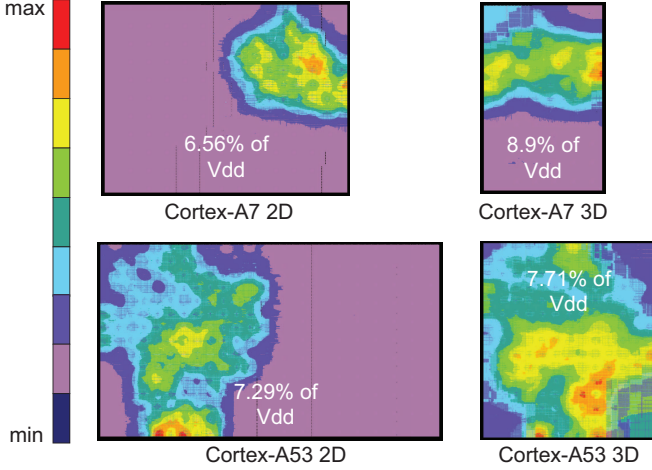 max
min
6.56% of
Vdd
Cortex-A7 2D
8.9% of
Vdd
Cortex-A7 3D
7.29% of
Vdd
Cortex-A53 2D
7.71% of
Vdd
Cortex-A53 3D